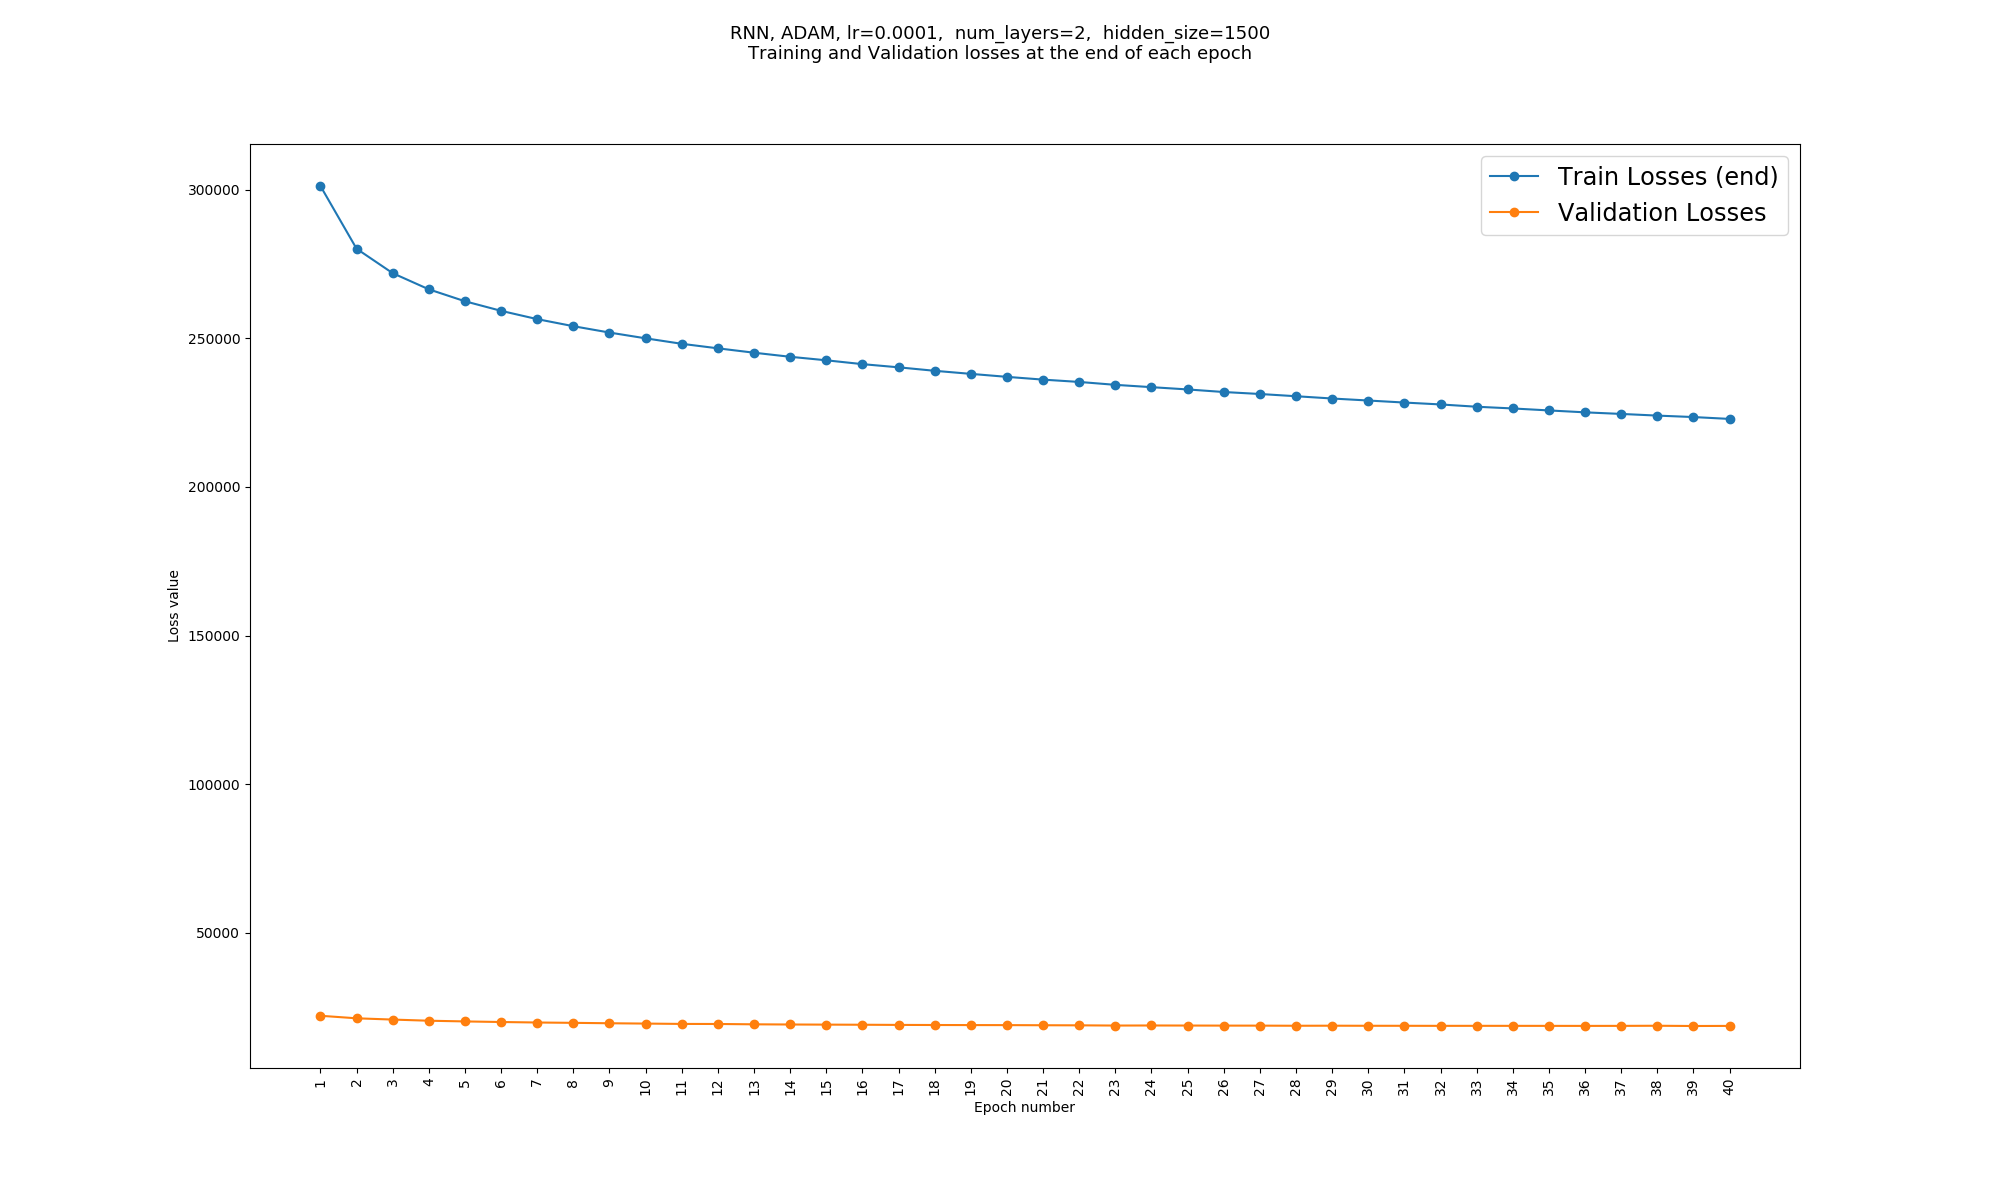 RNN, ADAM, lr=0.0001,  num_layers=2,  hidden_size=1500
Training and Validation losses at the end of each epoch
Train Losses (end)
Validation Losses
300000
250000
200000
150000
100000
50000
Loss value
1 2 3 4 5 6 7 8 9 10 11 12 13 14 15 16 17 18 19 20 21 22 23 24 25 26 27 28 29 30 31 32 33 34 35 36 37 38 39 40
Epoch number